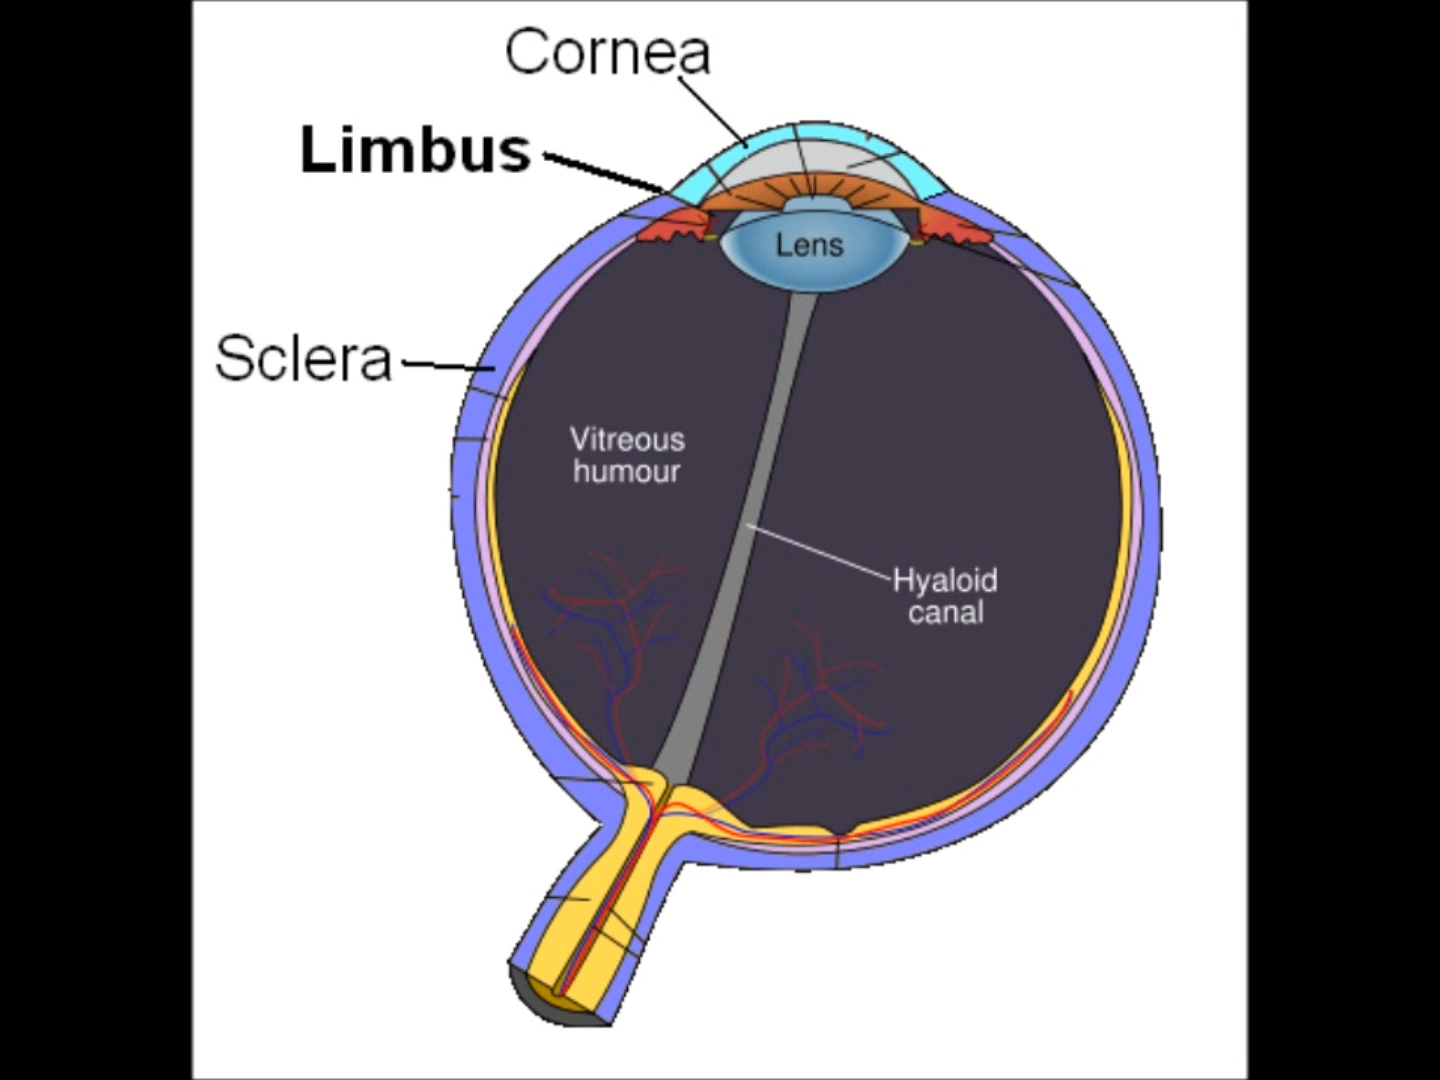 Cornea
Limbus
Lens
Sclera
Vitreous
humour
Hyaloid
canal